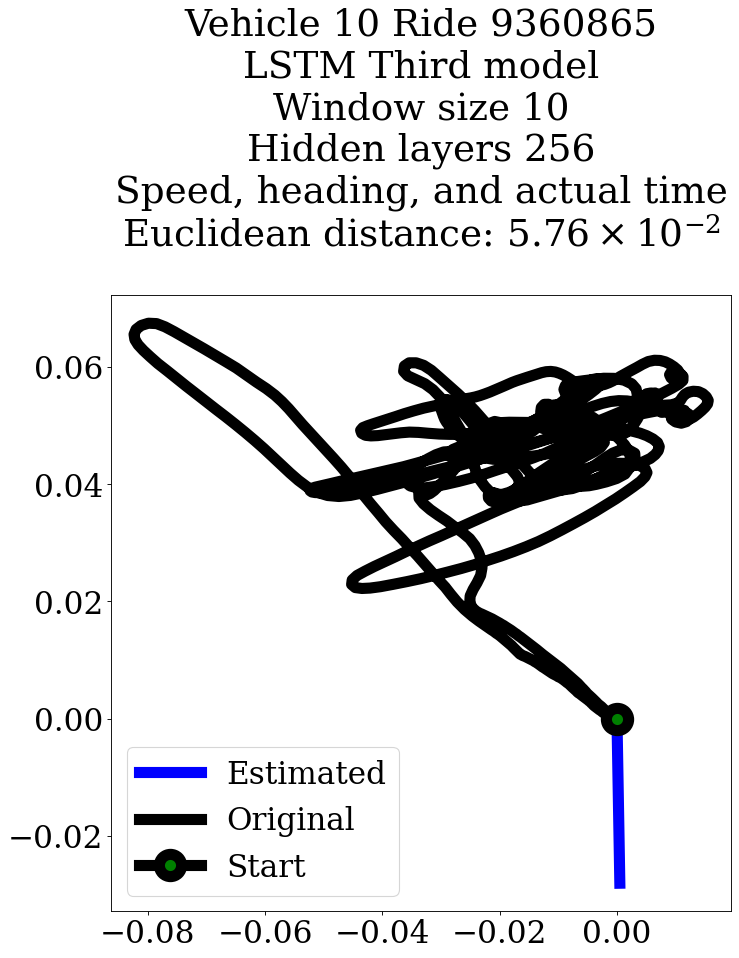 Vehicle 10 Ride 9360865
LSTM Third model
Window size 10
Hidden layers 256
Speed, heading, and actual time
Euclidean distance: 5.76 × 10⁻²
0.06
0.04
0.02
0.00
−0.02
Estimated
Original
Start
−0.08 −0.06 −0.04 −0.02 0.00